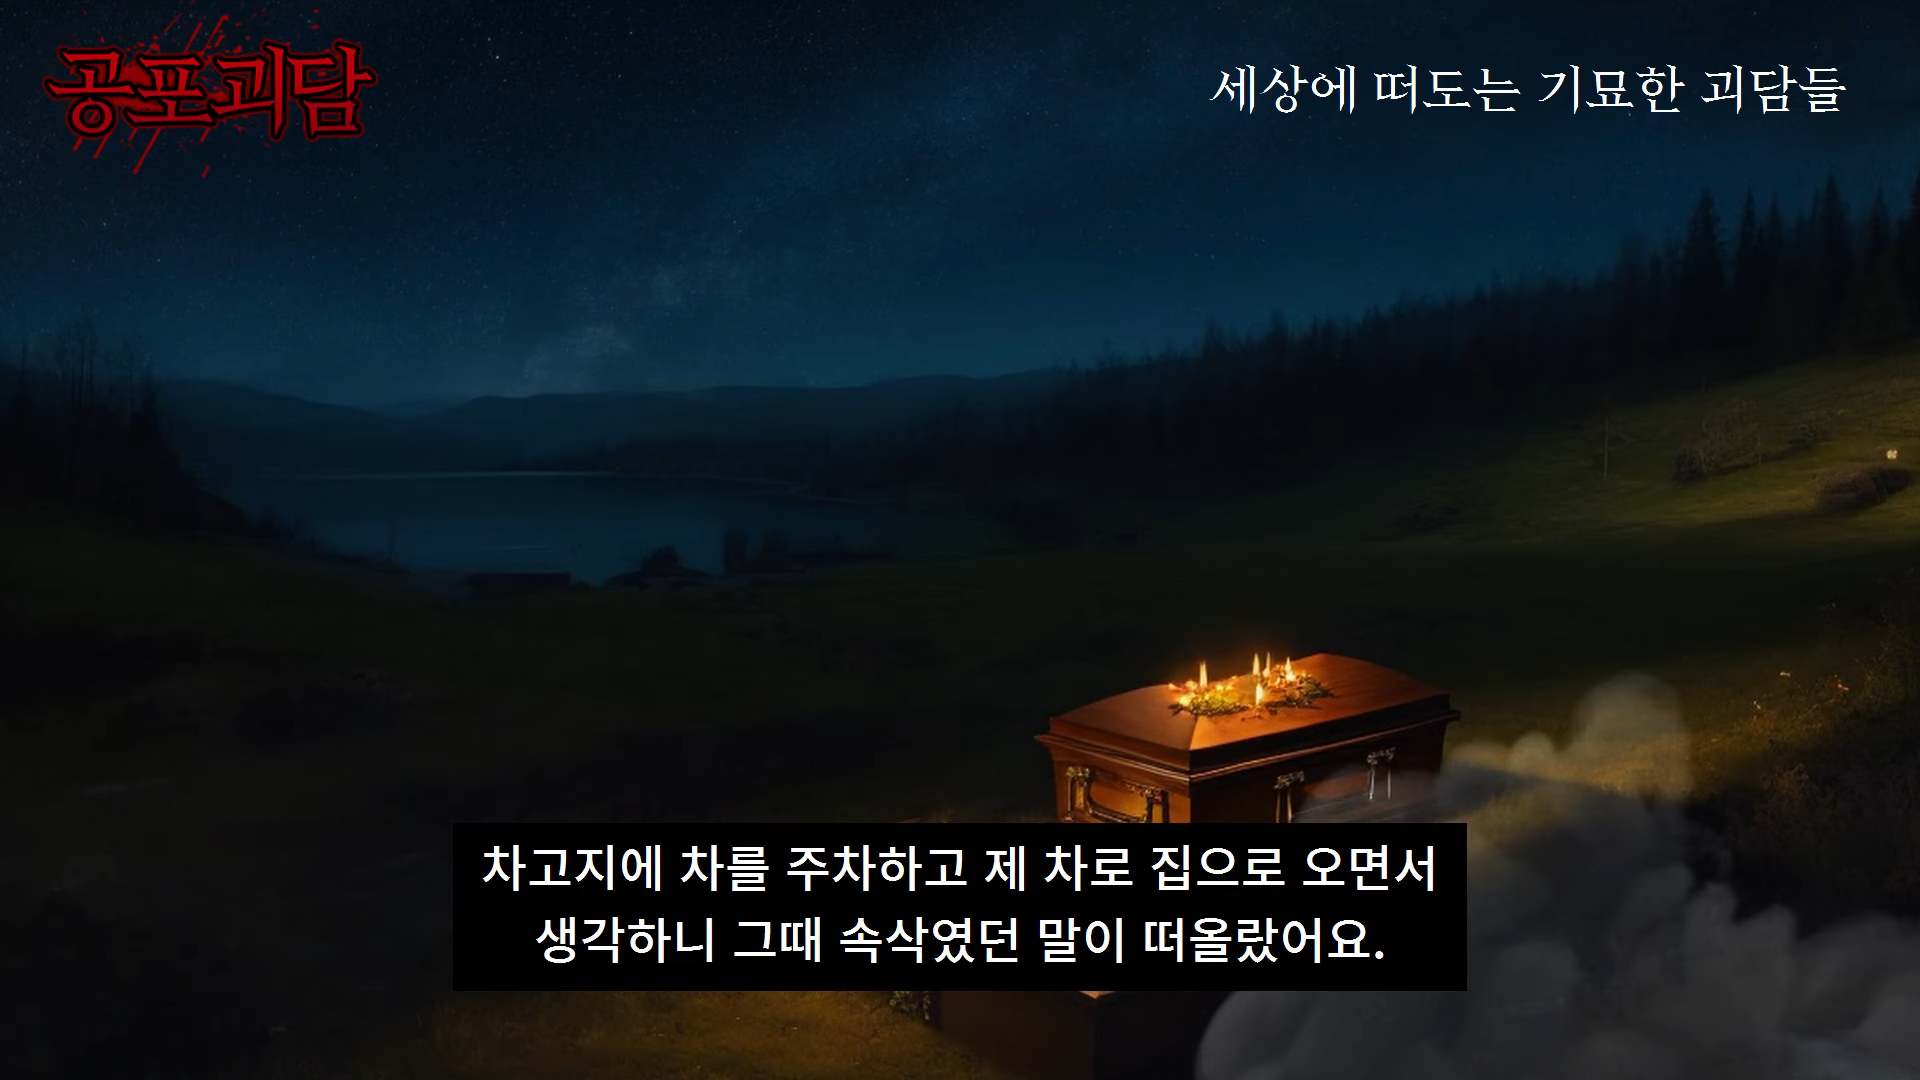 공포괴담
세상에 떠도는 기묘한 괴담들
차고지에 차를 주차하고 제 차로 집으로 오면서
생각하니 그때 속삭였던 말이 떠올랐어요.